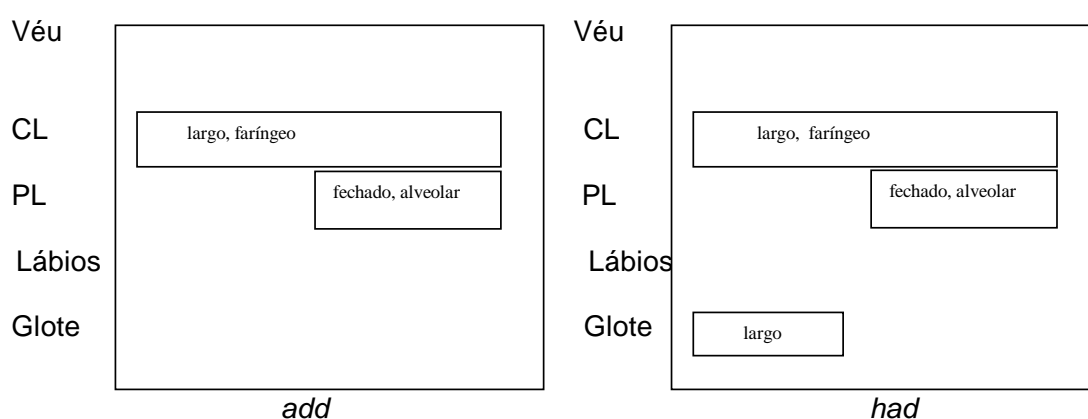 Véu
CL
largo, faríngeo
PL
fechado, alveolar
Lábios
Glote
add
Véu
CL
largo, faríngeo
PL
fechado, alveolar
Lábios
Glote
largo
had